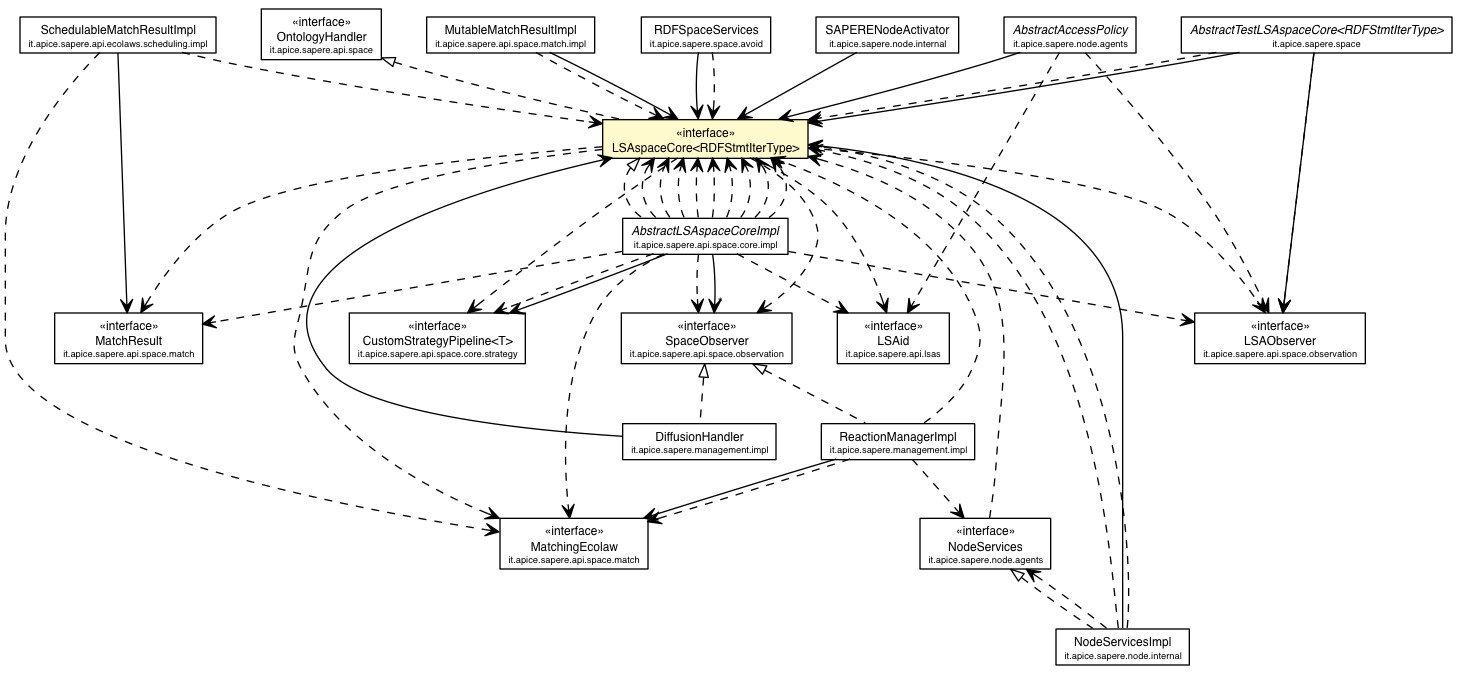 SchedulableMatchResultImpl
it.apice.sapere.api.ecolaws.scheduling.impl
«interface»
OntologyHandler
it.apice.sapere.api.space
MutableMatchResultImpl
it.apice.sapere.api.space.match.impl
RDFSpaceServices
it.apice.sapere.space.avoid
SAPERENodeActivator
it.apice.sapere.node.internal
AbstractAccessPolicy
it.apice.sapere.node.agents
AbstractTestLSAspaceCore<RDFStmtIterType>
it.apice.sapere.space
«interface»
LSAspaceCore<RDFStmtIterType>
AbstractLSAspaceCoreImpl
it.apice.sapere.api.space.core.impl
«interface»
MatchResult
it.apice.sapere.api.space.match
«interface»
CustomStrategyPipeline<T>
it.apice.sapere.api.space.core.strategy
«interface»
SpaceObserver
it.apice.sapere.api.space.observation
«interface»
LSAid
it.apice.sapere.api.lsas
«interface»
LSAObserver
it.apice.sapere.api.space.observation
DiffusionHandler
it.apice.sapere.management.impl
ReactionManagerImpl
it.apice.sapere.management.impl
«interface»
MatchingEcolaw
it.apice.sapere.api.space.match
«interface»
NodeServices
it.apice.sapere.node.agents
NodeServicesImpl
it.apice.sapere.node.internal